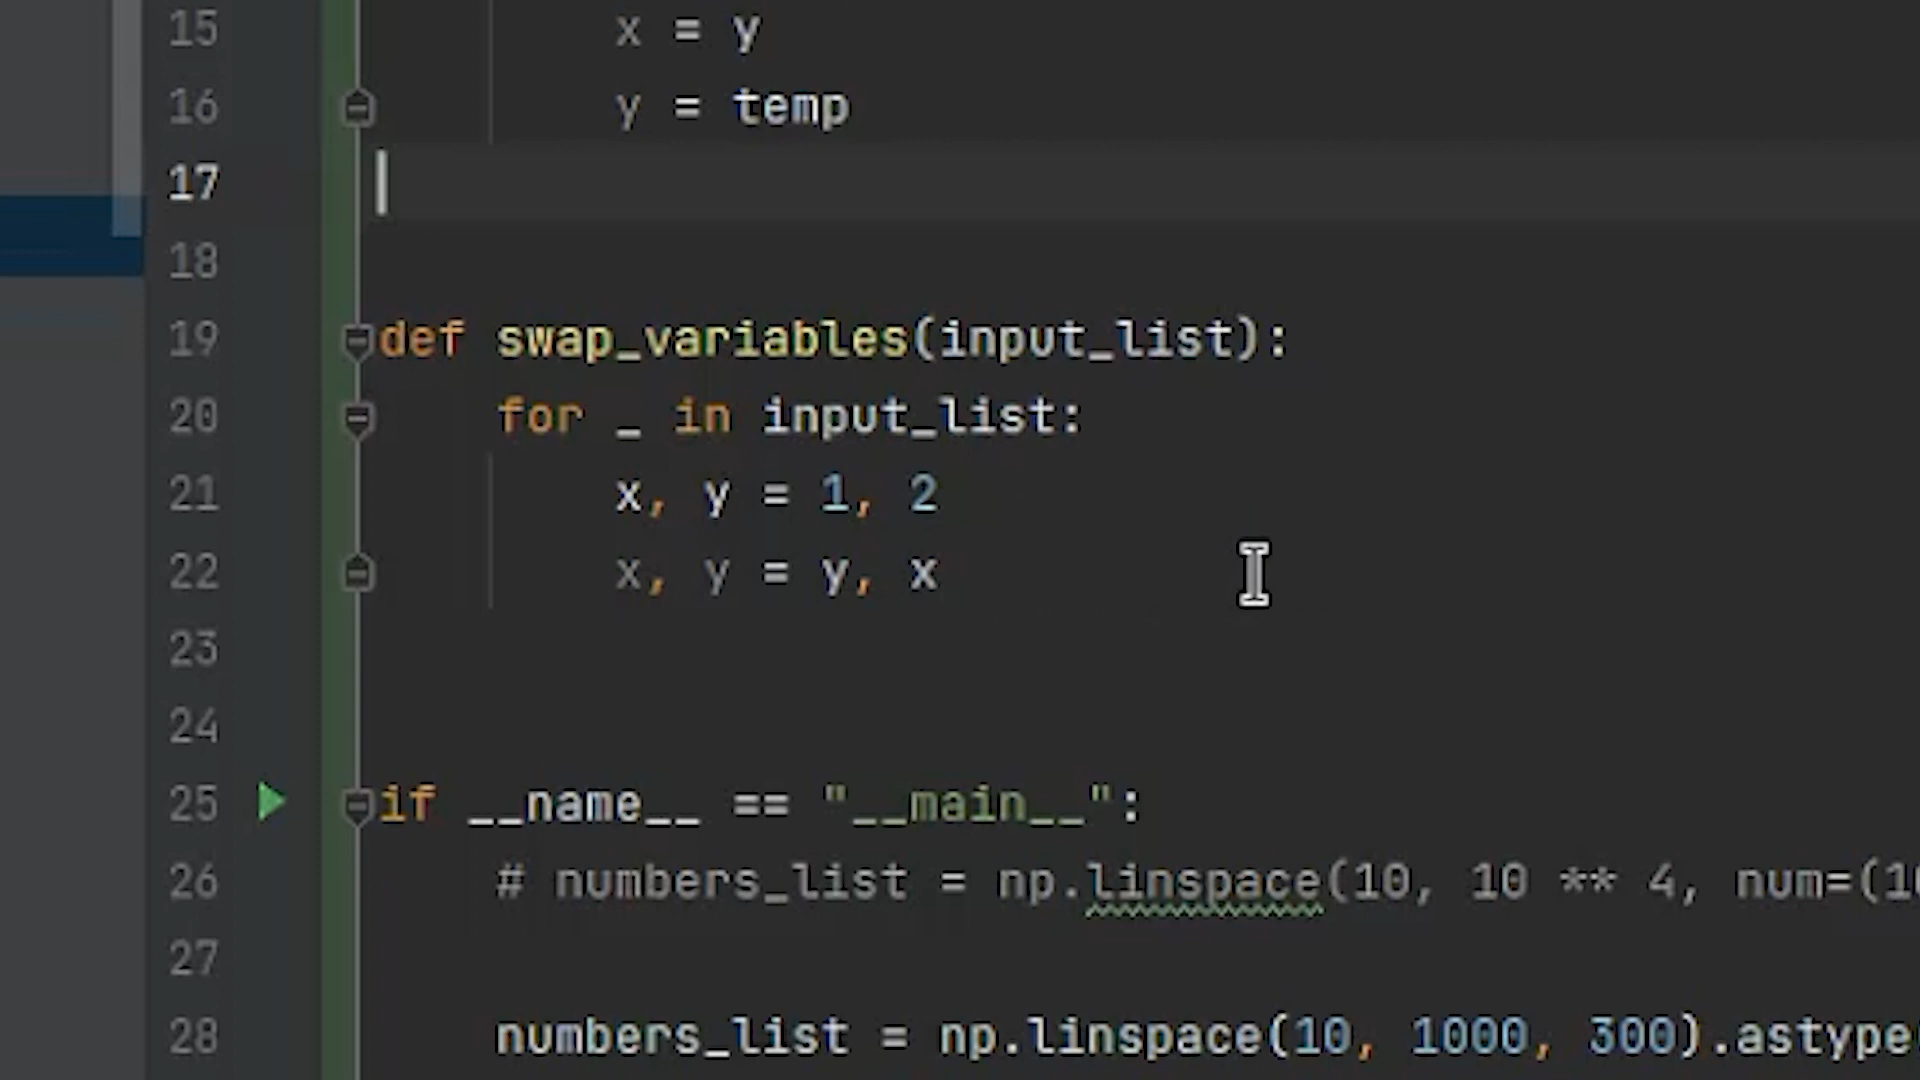 15 x = y
16 y = temp
17
18
19 def swap_variables(input_list):
20 for _ in input_list:
21 x, y = 1, 2
22 x, y = y, x
23
24
25 if __name__ == "__main__":
26 # numbers_list = np.linspace(10, 10 ** 4, num=(10
27
28 numbers_list = np.linspace(10, 1000, 300).astype(